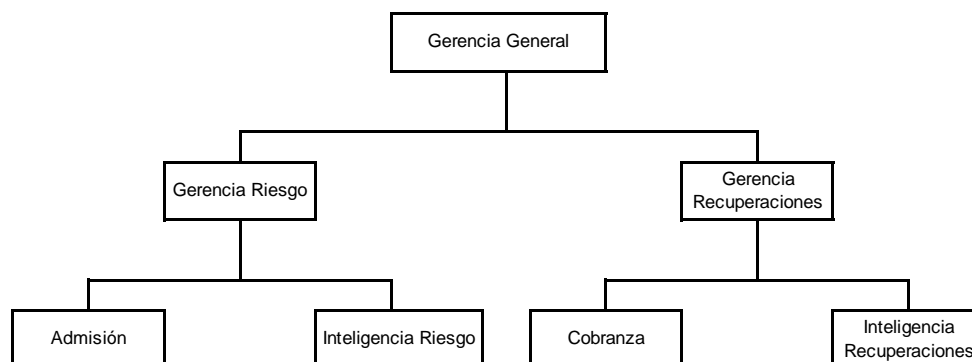 Gerencia General
Gerencia Riesgo
Gerencia
Recuperaciones
Admisión
Inteligencia Riesgo
Cobranza
Inteligencia
Recuperaciones